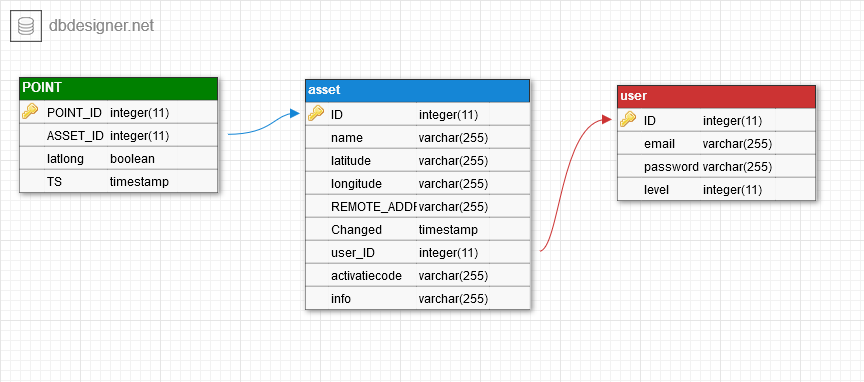 dbdesigner.net
POINT
POINT_ID integer(11)
ASSET_ID integer(11)
latlong boolean
TS timestamp
asset
ID integer(11)
name varchar(255)
latitude varchar(255)
longitude varchar(255)
REMOTE_ADDR varchar(255)
Changed timestamp
user_ID integer(11)
activatiecode varchar(255)
info varchar(255)
user
ID integer(11)
email varchar(255)
password varchar(255)
level integer(11)